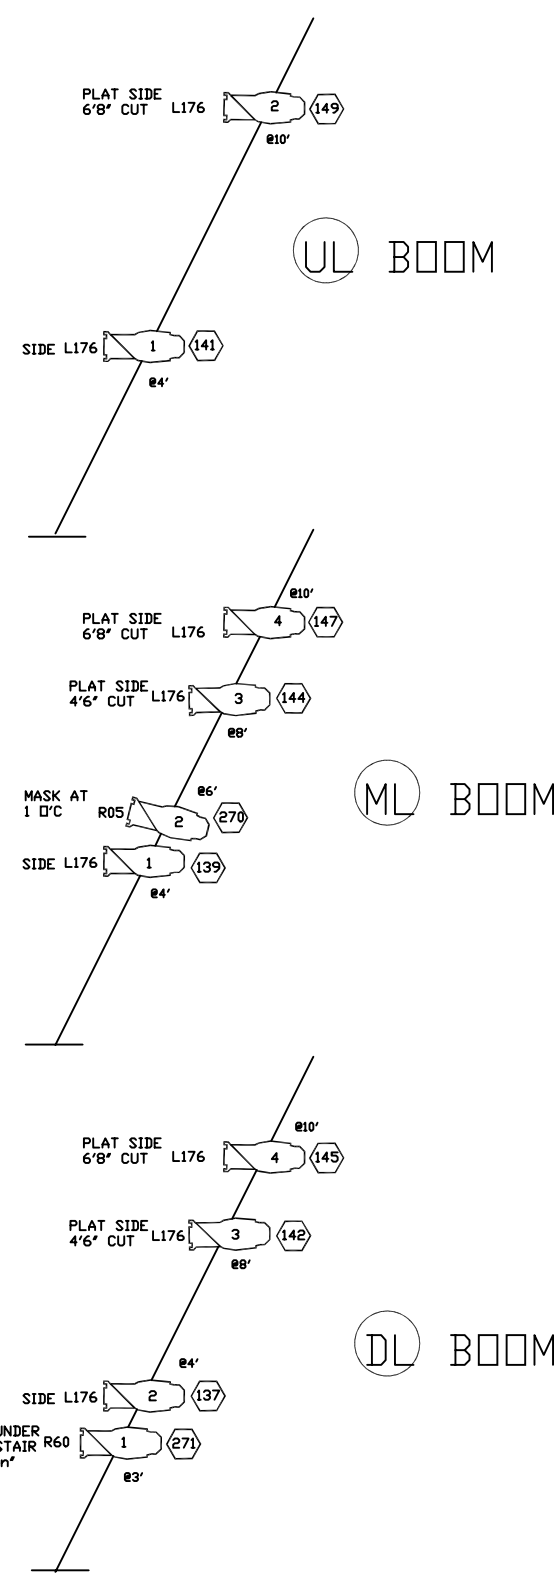 PLAT SIDE
6'8" CUT L176 2 149
@10'
UL BOOM
SIDE L176 1 141
@4'
@10'
PLAT SIDE
6'8" CUT L176 4 147
PLAT SIDE
4'6" CUT L176 3 144
@8'
@6'
MASK AT
1 O'C R05 2 270
ML BOOM
SIDE L176 1 139
@4'
@10'
PLAT SIDE
6'8" CUT L176 4 145
PLAT SIDE
4'6" CUT L176 3 142
@8'
DL BOOM
@4'
SIDE L176 2 137
UNDER
STAIR R60 1 271
n"
@3'